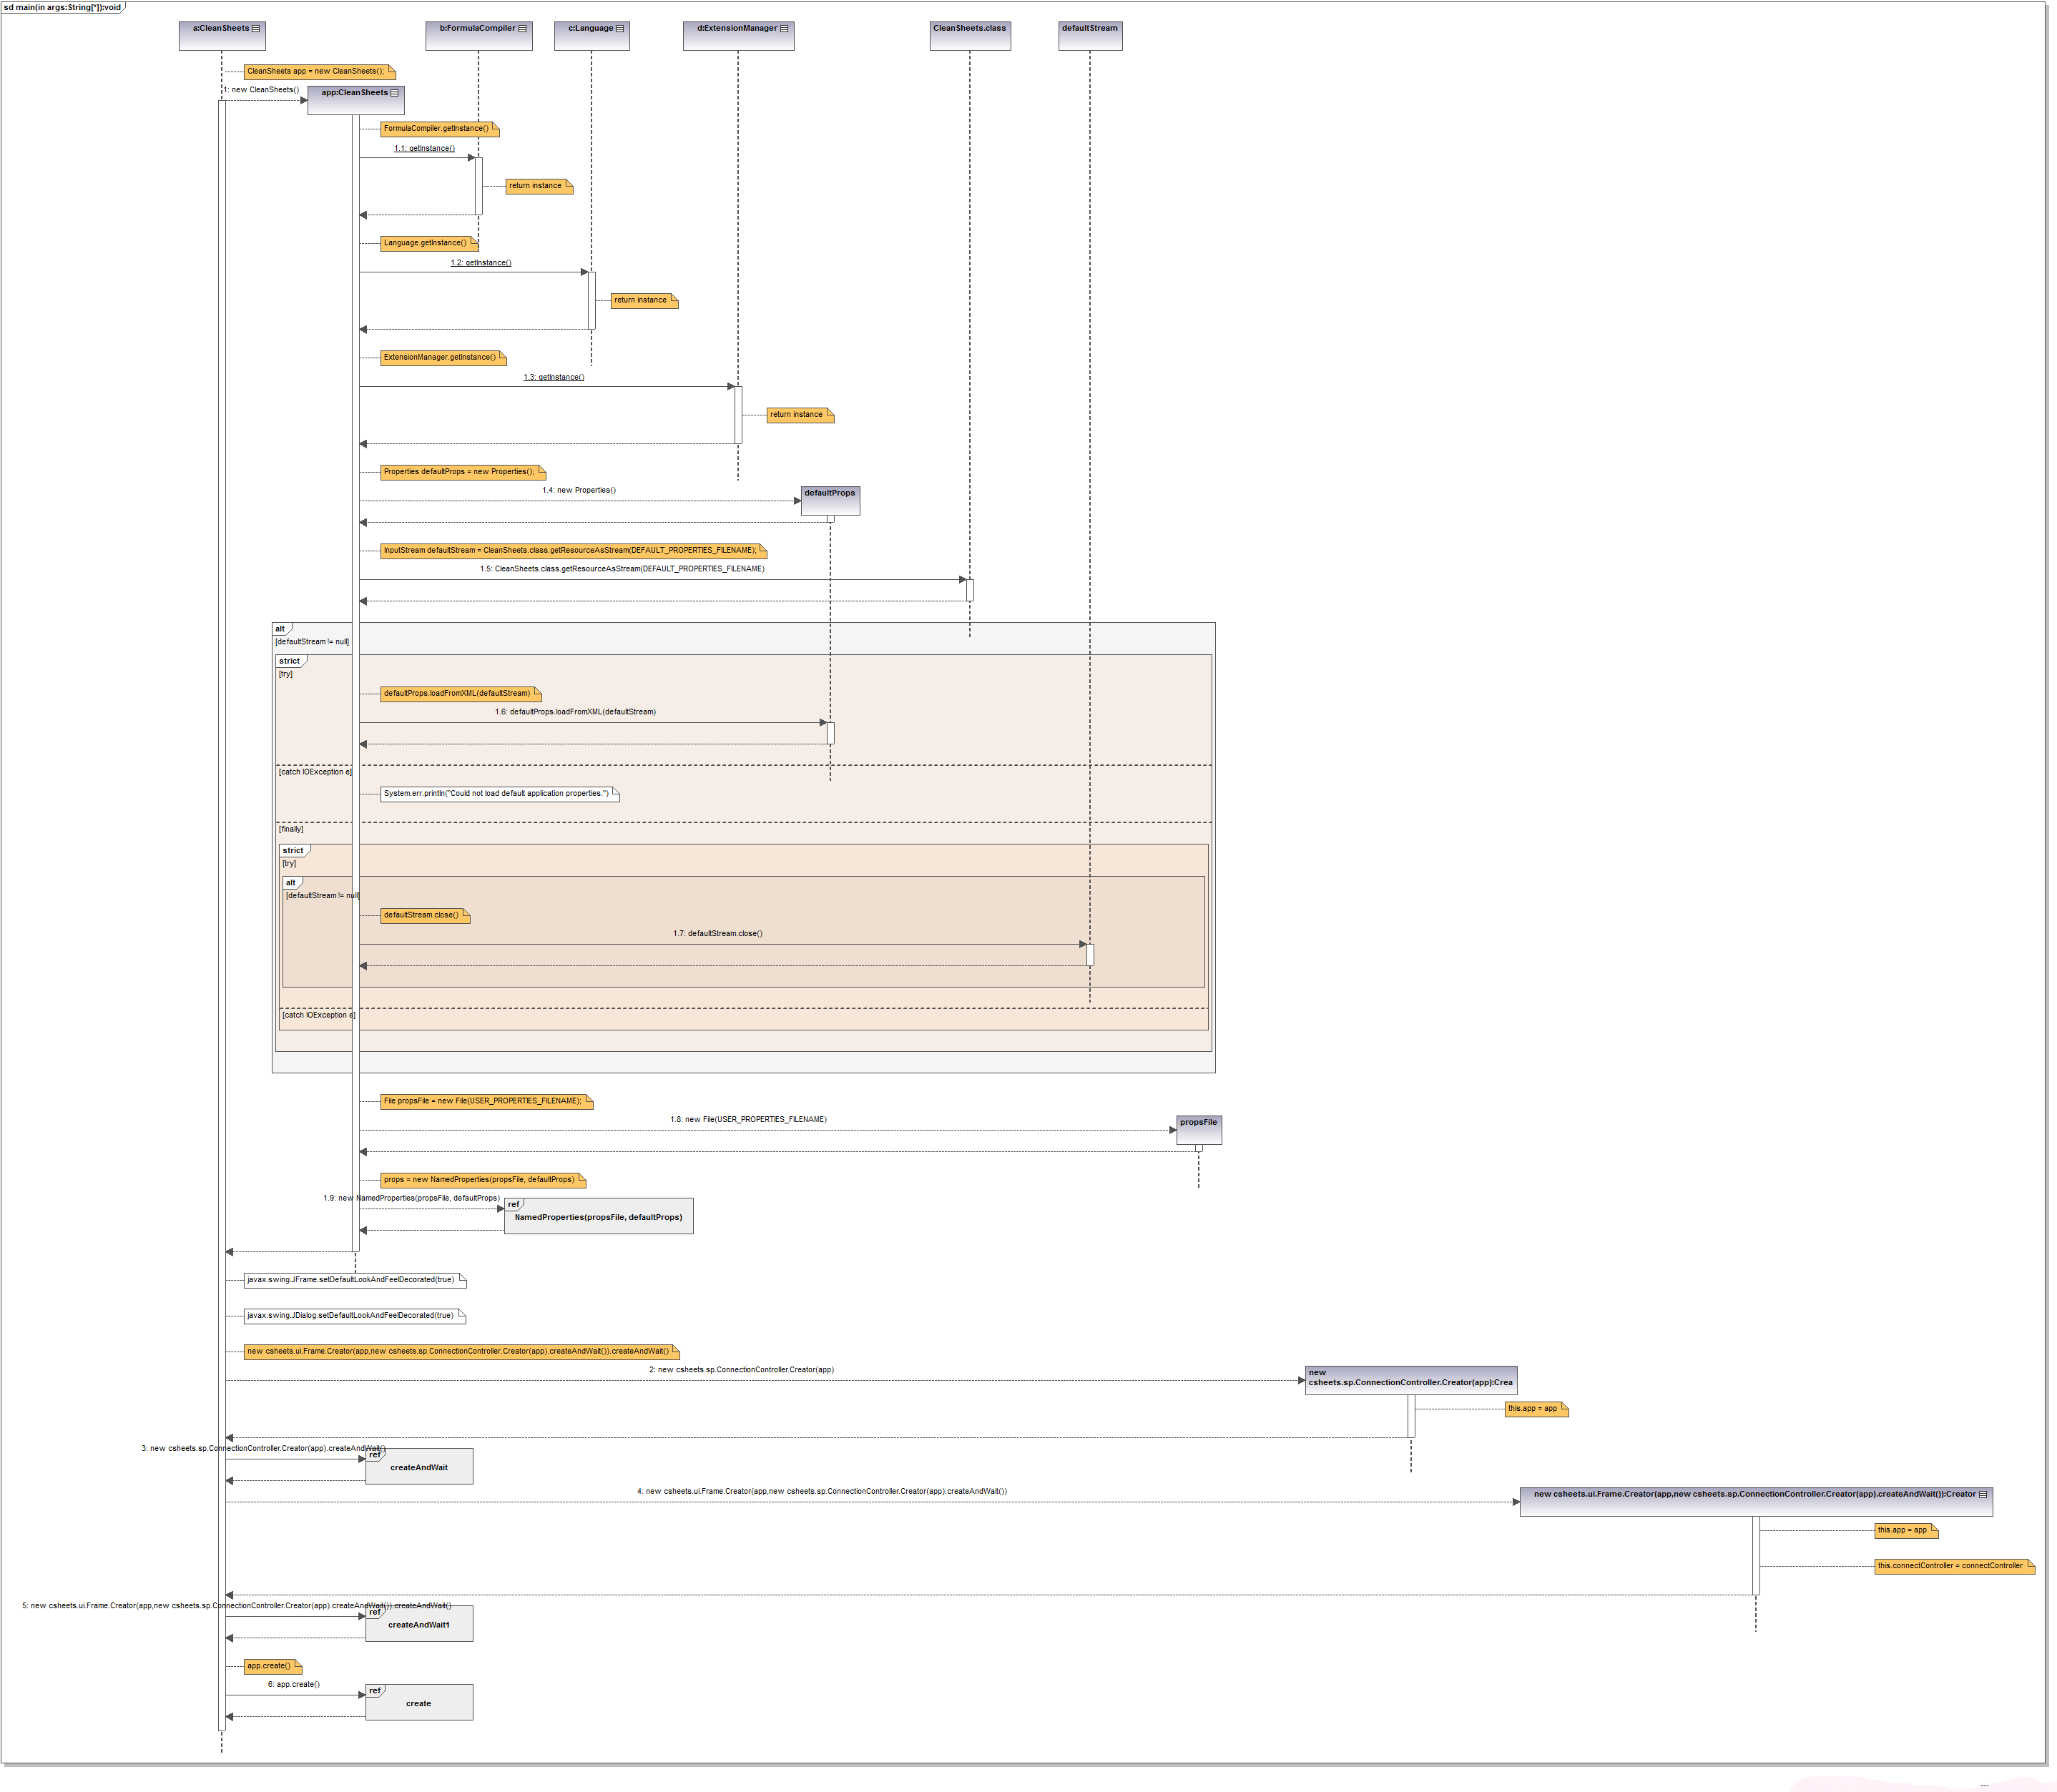 sd main(in args:String[*]):void
a:CleanSheets
b:FormulaCompiler
c:Language
d:ExtensionManager
CleanSheets.class
defaultStream
CleanSheets app = new CleanSheets();
1: new CleanSheets()
app:CleanSheets
FormulaCompiler.getInstance()
1.1: getInstance()
return instance
Language.getInstance()
1.2: getInstance()
return instance
ExtensionManager.getInstance()
1.3: getInstance()
return instance
Properties defaultProps = new Properties();
1.4: new Properties()
defaultProps
InputStream defaultStream = CleanSheets.class.getResourceAsStream(DEFAULT_PROPERTIES_FILENAME);
1.5: CleanSheets.class.getResourceAsStream(DEFAULT_PROPERTIES_FILENAME)
alt
[defaultStream != null]
strict
[try]
defaultProps.loadFromXML(defaultStream)
1.6: defaultProps.loadFromXML(defaultStream)
[catch IOException e]
System.err.println("Could not load default application properties.")
[finally]
strict
[try]
alt
[defaultStream != null]
defaultStream.close()
1.7: defaultStream.close()
[catch IOException e]
File propsFile = new File(USER_PROPERTIES_FILENAME);
1.8: new File(USER_PROPERTIES_FILENAME)
propsFile
props = new NamedProperties(propsFile, defaultProps)
1.9: new NamedProperties(propsFile, defaultProps)
ref
NamedProperties(propsFile, defaultProps)
javax.swing.JFrame.setDefaultLookAndFeelDecorated(true)
javax.swing.JDialog.setDefaultLookAndFeelDecorated(true)
new csheets.ui.Frame.Creator(app,new csheets.sp.ConnectionController.Creator(app).createAndWait()).createAndWait()
2: new csheets.sp.ConnectionController.Creator(app)
new
csheets.sp.ConnectionController.Creator(app):Crea
this.app = app
3: new csheets.sp.ConnectionController.Creator(app).createAndWait()
ref
createAndWait
4: new csheets.ui.Frame.Creator(app,new csheets.sp.ConnectionController.Creator(app).createAndWait())
new csheets.ui.Frame.Creator(app,new csheets.sp.ConnectionController.Creator(app).createAndWait()):Creator
this.app = app
this.connectController = connectController
5: new csheets.ui.Frame.Creator(app,new csheets.sp.ConnectionController.Creator(app).createAndWait()).createAndWait()
ref
createAndWait1
app.create()
6: app.create()
ref
create